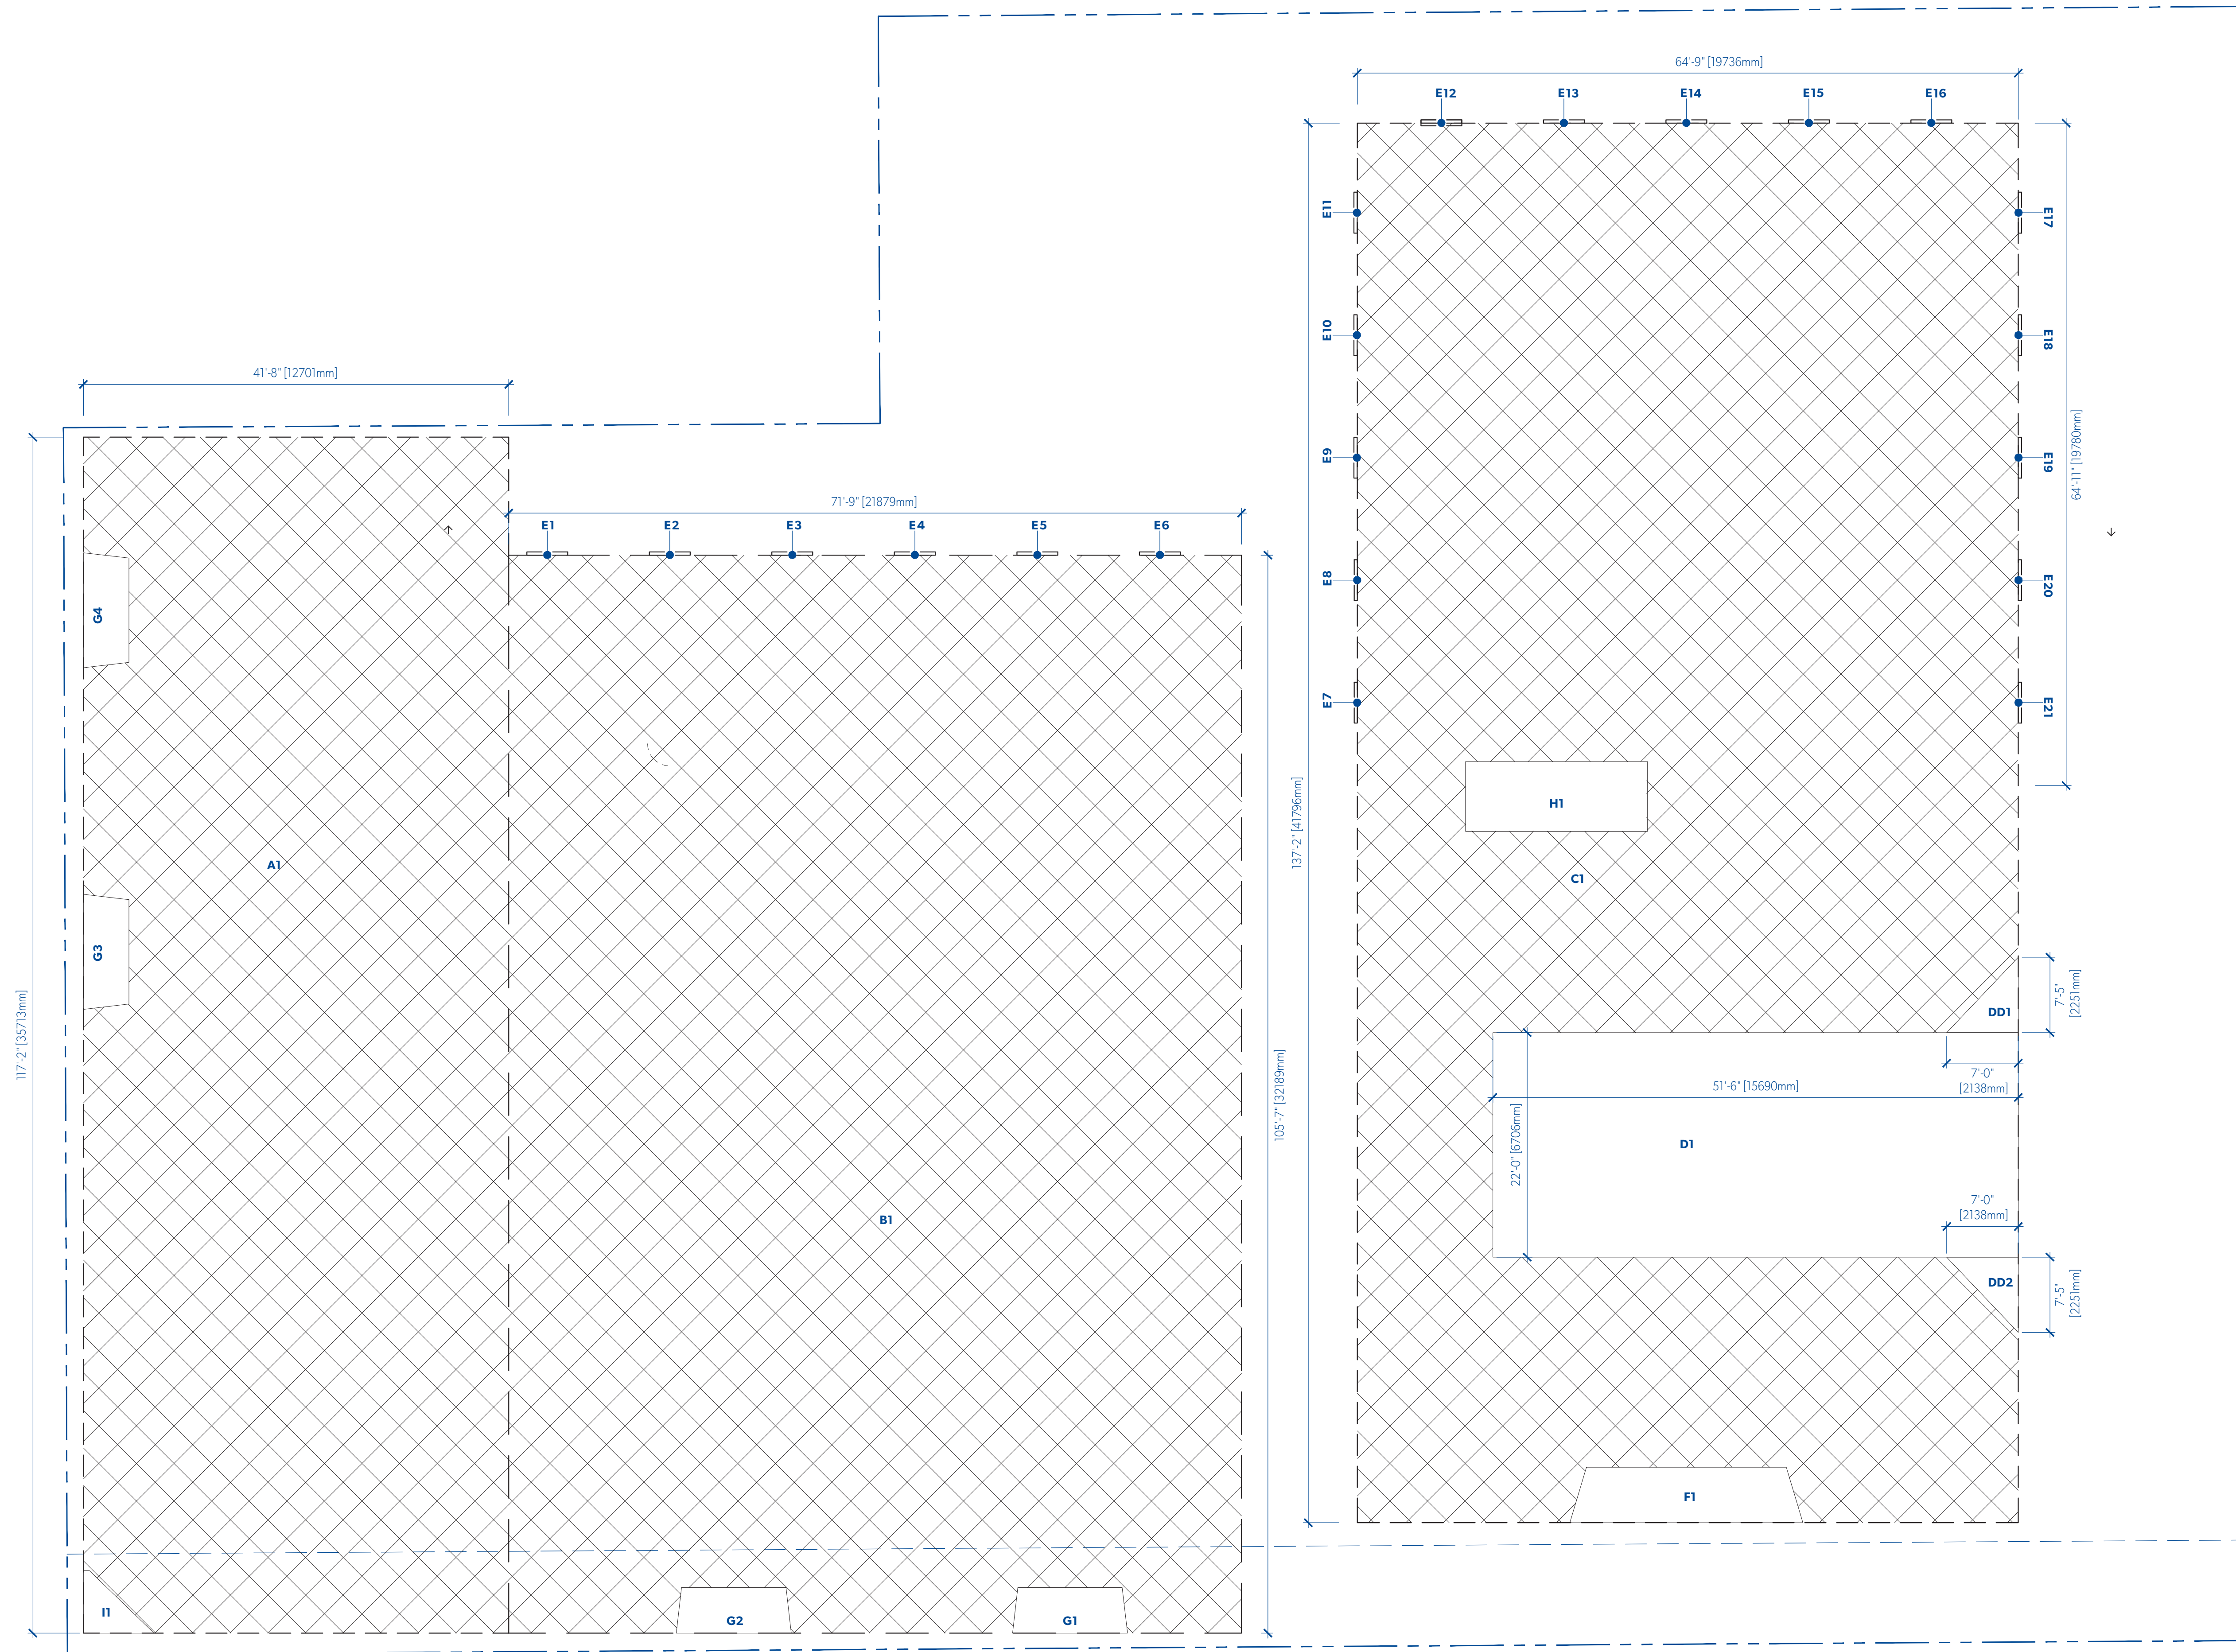 64'-9" [19736mm]
E12
E13
E14
E15
E16
E11
E17
E10
E18
41'-8" [12701mm]
E9
E19
64'-11" [19780mm]
71'-9" [21879mm]
E1
E2
E3
E4
E5
E6
E8
E20
G4
E7
E21
H1
137'-2" [41796mm]
A1
C1
G3
7'-5"
[2251mm]
DD1
117'-2" [35713mm]
105'-7" [32189mm]
7'-0"
[2138mm]
51'-6" [15690mm]
22'-0" [6706mm]
D1
7'-0"
[2138mm]
B1
DD2
7'-5"
[2251mm]
F1
I1
G2
G1